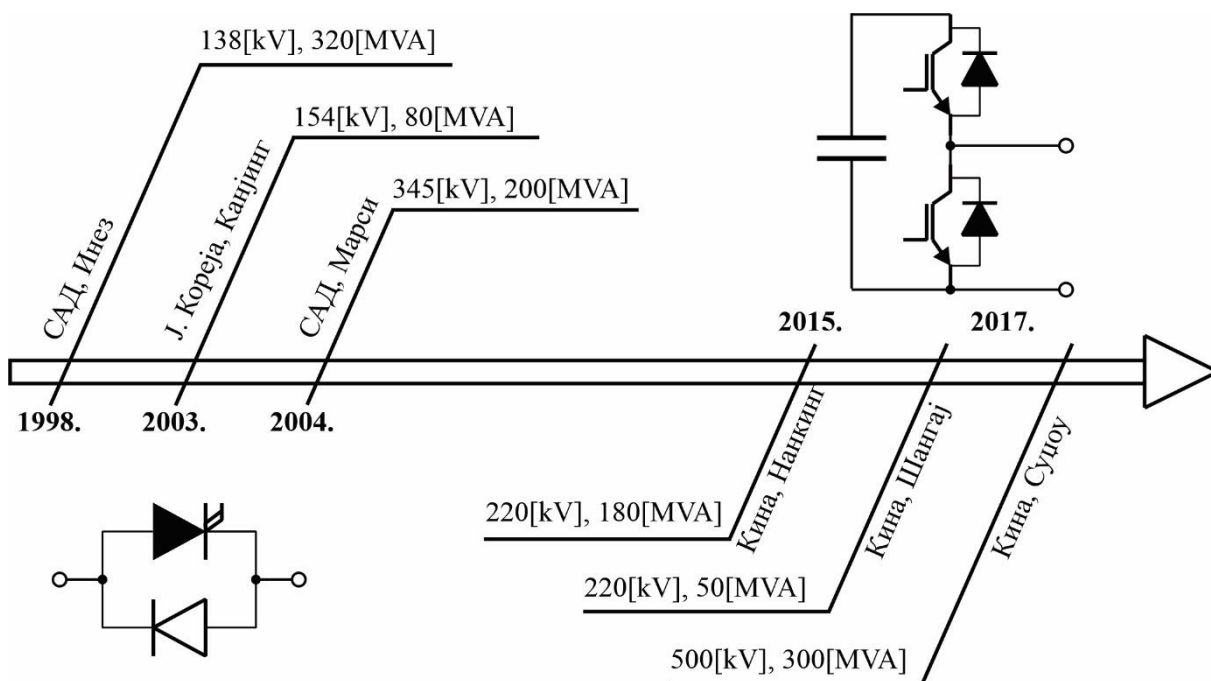 138[kV], 320[MVA]
САД, Инез
154[kV], 80[MVA]
Ј. Кореја, Канјинг
345[kV], 200[MVA]
САД, Марси
2015.
2017.
1998.
2003.
2004.
220[kV], 180[MVA]
Кина, Нанкинг
220[kV], 50[MVA]
Кина, Шангај
500[kV], 300[MVA]
Кина, Суџоу